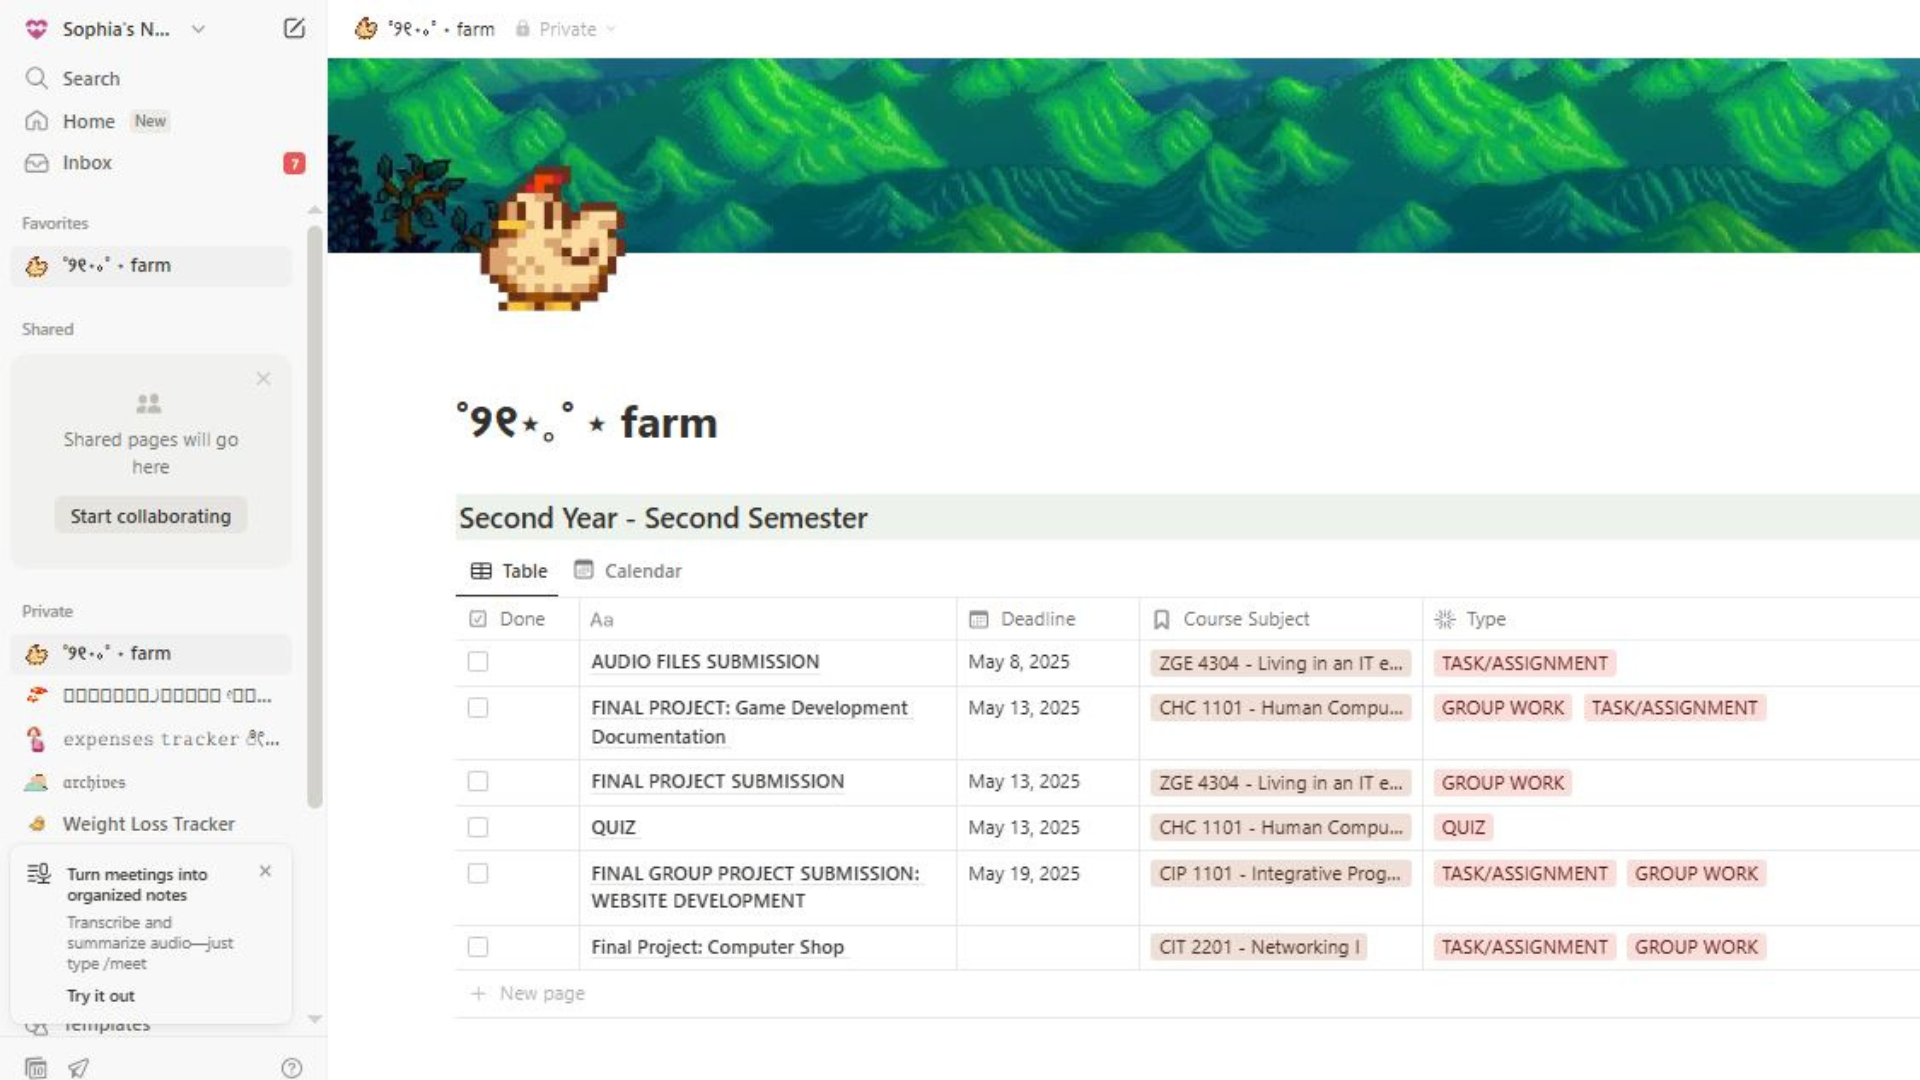 Sophia's N...
Search
Home New
Inbox 7
Favorites
˚୨୧⋆｡˚ ⋆ farm
Shared
Shared pages will go
here
Start collaborating
Private
˚୨୧⋆｡˚ ⋆ farm
expenses tracker
archives
Weight Loss Tracker
Turn meetings into
organized notes
Transcribe and
summarize audio—just
type /meet
Try it out
Templates
˚୨୧⋆｡˚ ⋆ farm Private
˚୨୧⋆｡˚ ⋆ farm
Second Year - Second Semester
Table Calendar
Done Aa Deadline Course Subject Type
AUDIO FILES SUBMISSION May 8, 2025 ZGE 4304 - Living in an IT e... TASK/ASSIGNMENT
FINAL PROJECT: Game Development May 13, 2025 CHC 1101 - Human Compu... GROUP WORK TASK/ASSIGNMENT
Documentation
FINAL PROJECT SUBMISSION May 13, 2025 ZGE 4304 - Living in an IT e... GROUP WORK
QUIZ May 13, 2025 CHC 1101 - Human Compu... QUIZ
FINAL GROUP PROJECT SUBMISSION: May 19, 2025 CIP 1101 - Integrative Prog... TASK/ASSIGNMENT GROUP WORK
WEBSITE DEVELOPMENT
Final Project: Computer Shop CIT 2201 - Networking I TASK/ASSIGNMENT GROUP WORK
+ New page